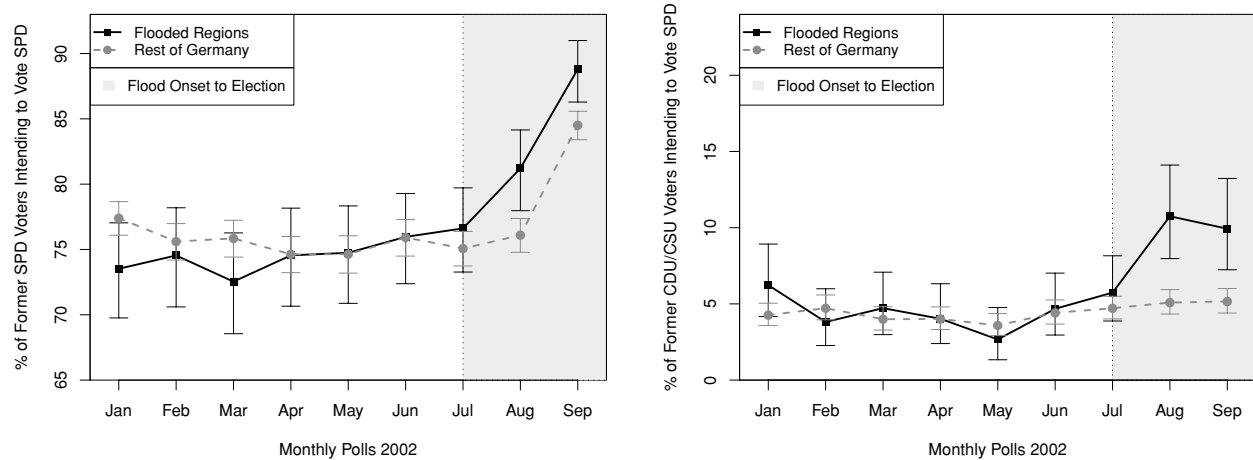 % of Former SPD Voters Intending to Vote SPD
90
85
80
75
70
65
Flooded Regions
Rest of Germany
Flood Onset to Election
Jan Feb Mar Apr May Jun Jul Aug Sep
Monthly Polls 2002
% of Former CDU/CSU Voters Intending to Vote SPD
20
15
10
5
0
Flooded Regions
Rest of Germany
Flood Onset to Election
Jan Feb Mar Apr May Jun Jul Aug Sep
Monthly Polls 2002